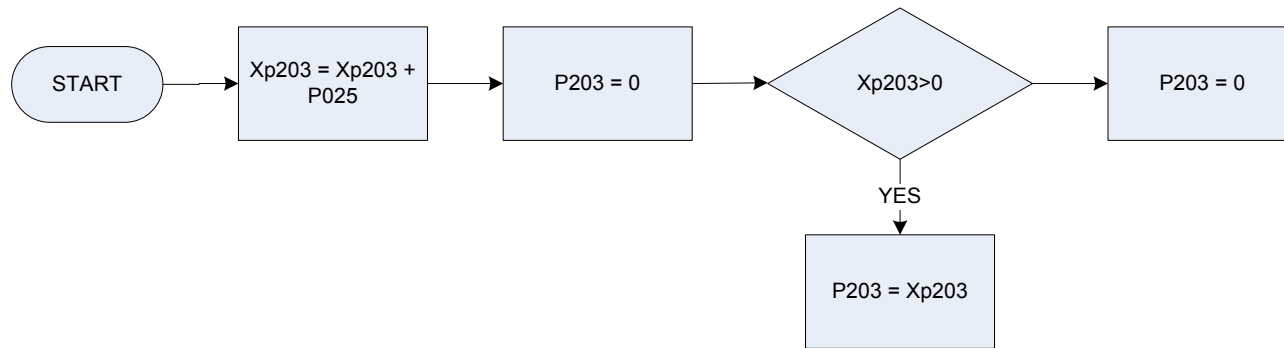 START
Xp203 = Xp203 +
P025
P203 = 0
Xp203>0
P203 = 0
YES
P203 = Xp203